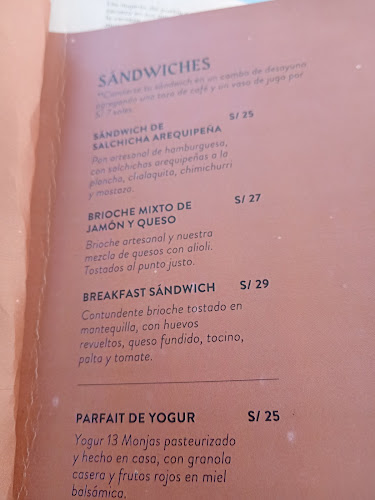 SÁNDWICHES
**Convierte tu sándwich en un combo de desayuno
agregando una taza de café y un vaso de jugo por
S/ 7 soles.
SÁNDWICH DE S/ 25
SALCHICHA AREQUIPEÑA
Pan artesanal de hamburguesa,
con salchichas arequipeñas a la
plancha, chalaquita, chimichurri
y mostaza.
BRIOCHE MIXTO DE S/ 27
JAMÓN Y QUESO
Brioche artesanal y nuestra
mezcla de quesos con alioli.
Tostados al punto justo.
BREAKFAST SÁNDWICH S/ 29
Contundente brioche tostado en
mantequilla, con huevos
revueltos, queso fundido, tocino,
palta y tomate.
PARFAIT DE YOGUR S/ 25
Yogur 13 Monjas pasteurizado
y hecho en casa, con granola
casera y frutos rojos en miel
balsámica.